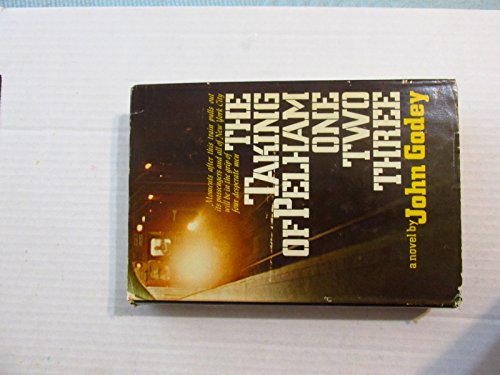 Moments after this train pulls out
its passengers and all of New York City
will be in the grip of
four desperate men
THE
TAKING
OF PELHAM
ONE
TWO
THREE
a novel by John Godey